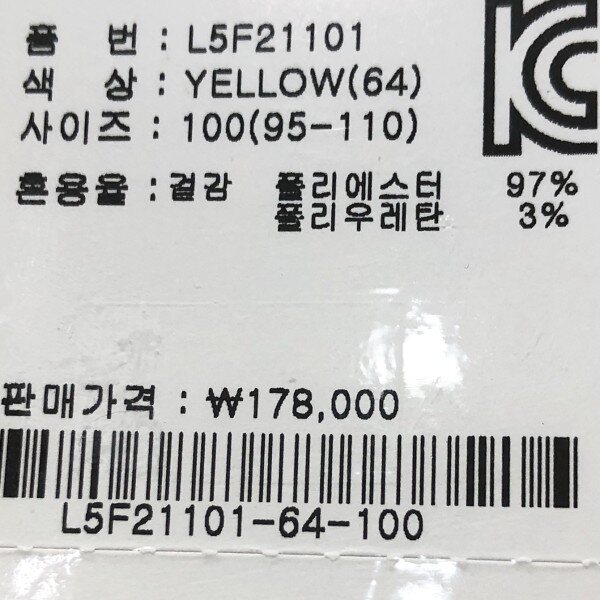 품 번 : L5F21101
색 상 : YELLOW(64)
사이즈 : 100(95-110)
혼용율 : 겉감 폴리에스터 97%
폴리우레탄 3%
판매가격 : ₩178,000
L5F21101-64-100